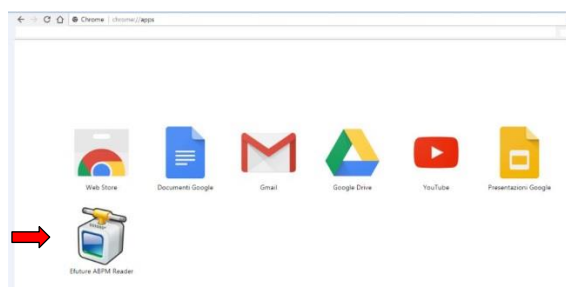 Chrome | chrome://apps
Web Store
Documenti Google
Gmail
Google Drive
YouTube
Presentazioni Google
Efuture ABPM Reader